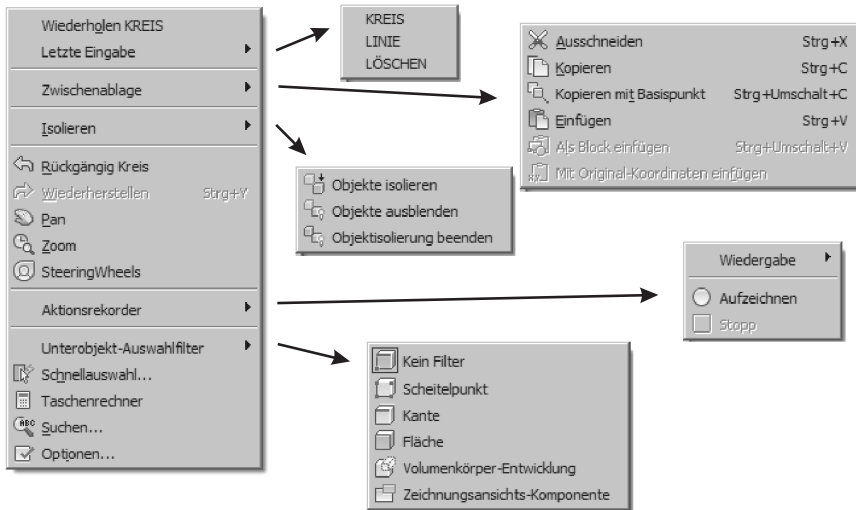 Wiederholen KREIS
Letzte Eingabe
Zwischenablage
Isolieren
Rückgängig Kreis
Wiederherstellen Strg+Y
Pan
Zoom
SteeringWheels
Aktionsrekorder
Unterobjekt-Auswahlfilter
Schnellauswahl...
Taschenrechner
Suchen...
Optionen...
KREIS
LINIE
LÖSCHEN
Ausschneiden Strg+X
Kopieren Strg+C
Kopieren mit Basispunkt Strg+Umschalt+C
Einfügen Strg+V
Als Block einfügen Strg+Umschalt+V
Mit Original-Koordinaten einfügen
Objekte isolieren
Objekte ausblenden
Objektisolierung beenden
Wiedergabe
Aufzeichnen
Stopp
Kein Filter
Scheitelpunkt
Kante
Fläche
Volumenkörper-Entwicklung
Zeichnungsansichts-Komponente